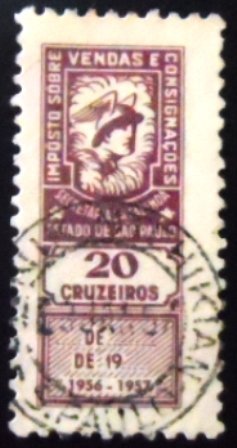 IMPOSTO SOBRE
VENDAS E
CONSIGNAÇÕES
ESTADO DE SÃO PAULO
20
CRUZEIROS
DE
DE 19
1956 - 1957